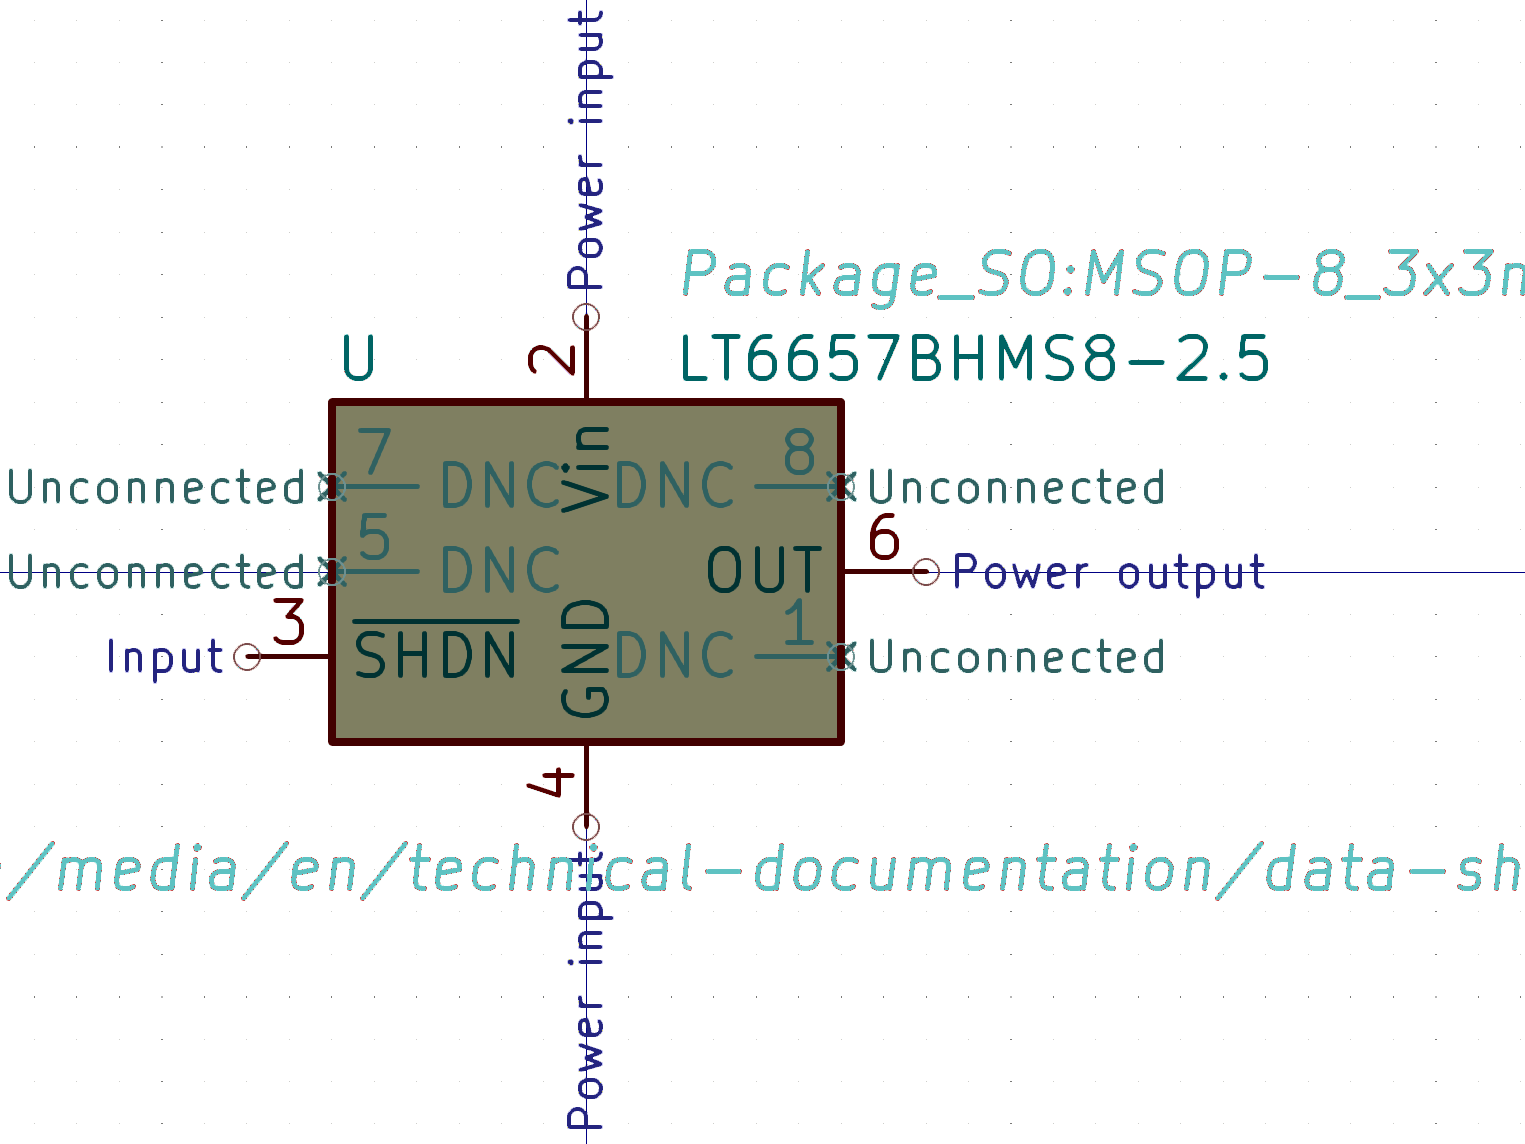 Power input
Package_SO:MSOP-8_3x3
U
2
LT6657BHMS8-2.5
7
Vin
8
Unconnected
DNC
DNC
Unconnected
5
6
Unconnected
DNC
OUT
Power output
3
1
Input
SHDN
GND
DNC
Unconnected
4
/media/en/technical-documentation/data-sh
Power input